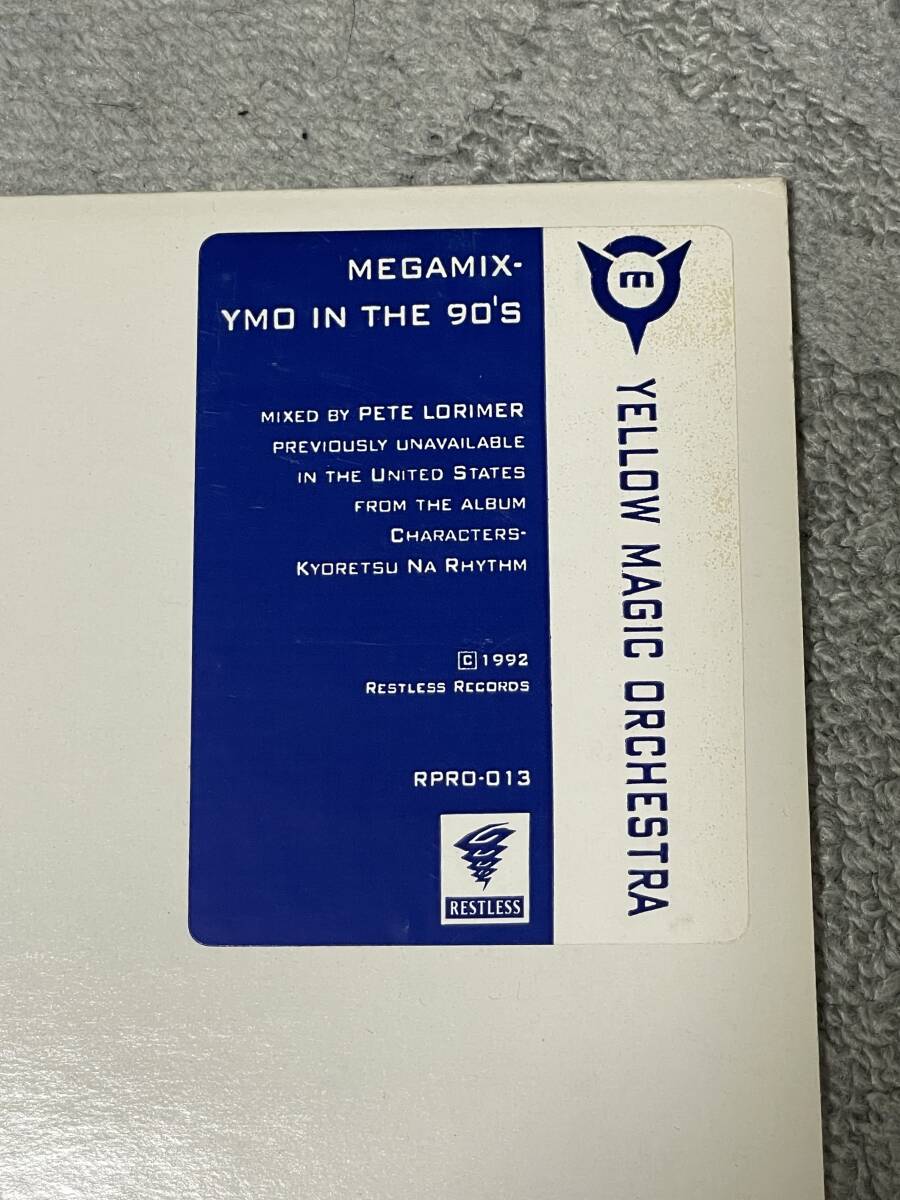 MEGAMIX-
YMO IN THE 90'S
MIXED BY PETE LORIMER
PREVIOUSLY UNAVAILABLE
IN THE UNITED STATES
FROM THE ALBUM
CHARACTERS-
KYORETSU NA RHYTHM
© 1992
RESTLESS RECORDS
RPRO-013
RESTLESS
YELLOW MAGIC ORCHESTRA